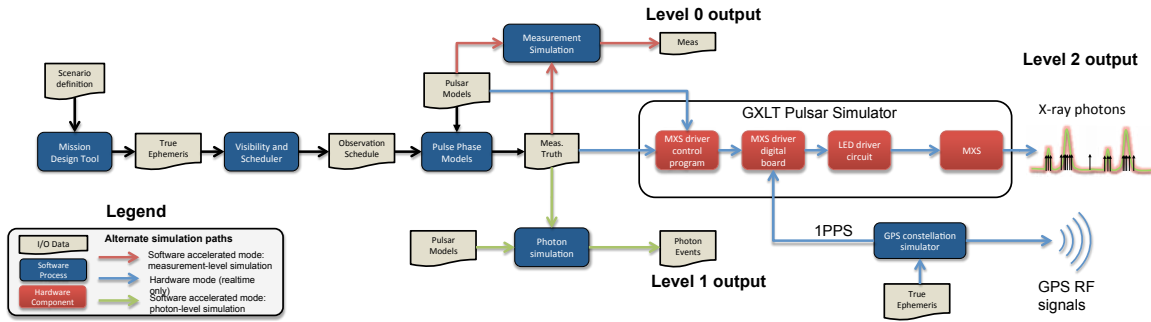 Level 0 output
Measurement
Simulation
Meas
Scenario
definition
Pulsar
Models
Level 2 output
X-ray photons
GXLT Pulsar Simulator
Mission
Design Tool
True
Ephemeris
Visibility and
Scheduler
Observation
Schedule
Pulse Phase
Models
Meas.
Truth
MXS driver
control
program
MXS driver
digital
board
LED driver
circuit
MXS
Legend
I/O Data
Software
Process
Hardware
Component
Alternate simulation paths
Software accelerated mode:
measurement-level simulation
Hardware mode (realtime
only)
Software accelerated mode:
photon-level simulation
Pulsar
Models
Photon
simulation
Photon
Events
Level 1 output
1PPS
GPS constellation
simulator
True
Ephemeris
GPS RF
signals